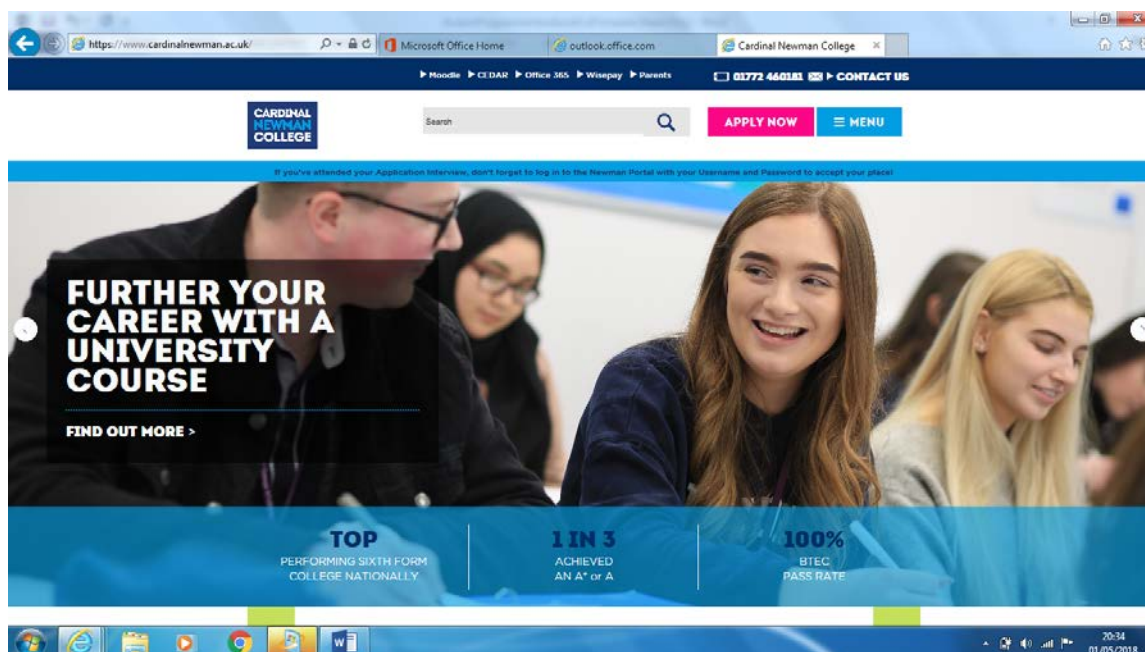 https://www.cardinalnewman.ac.uk/
Microsoft Office Home
outlook.office.com
Cardinal Newman College
Moodle CEDAR Office 365 Wisepay Parents
01772 460181 CONTACT US
CARDINAL
NEWMAN
COLLEGE
Search
APPLY NOW
MENU
If you've attended your Application Interview, don't forget to log in to the Newman Portal with your Username and Password to accept your place!
FURTHER YOUR
CAREER WITH A
UNIVERSITY
COURSE
FIND OUT MORE >
TOP
PERFORMING SIXTH FORM
COLLEGE NATIONALLY
1 IN 3
ACHIEVED
AN A* or A
100%
BTEC
PASS RATE
20:34
01/05/2018